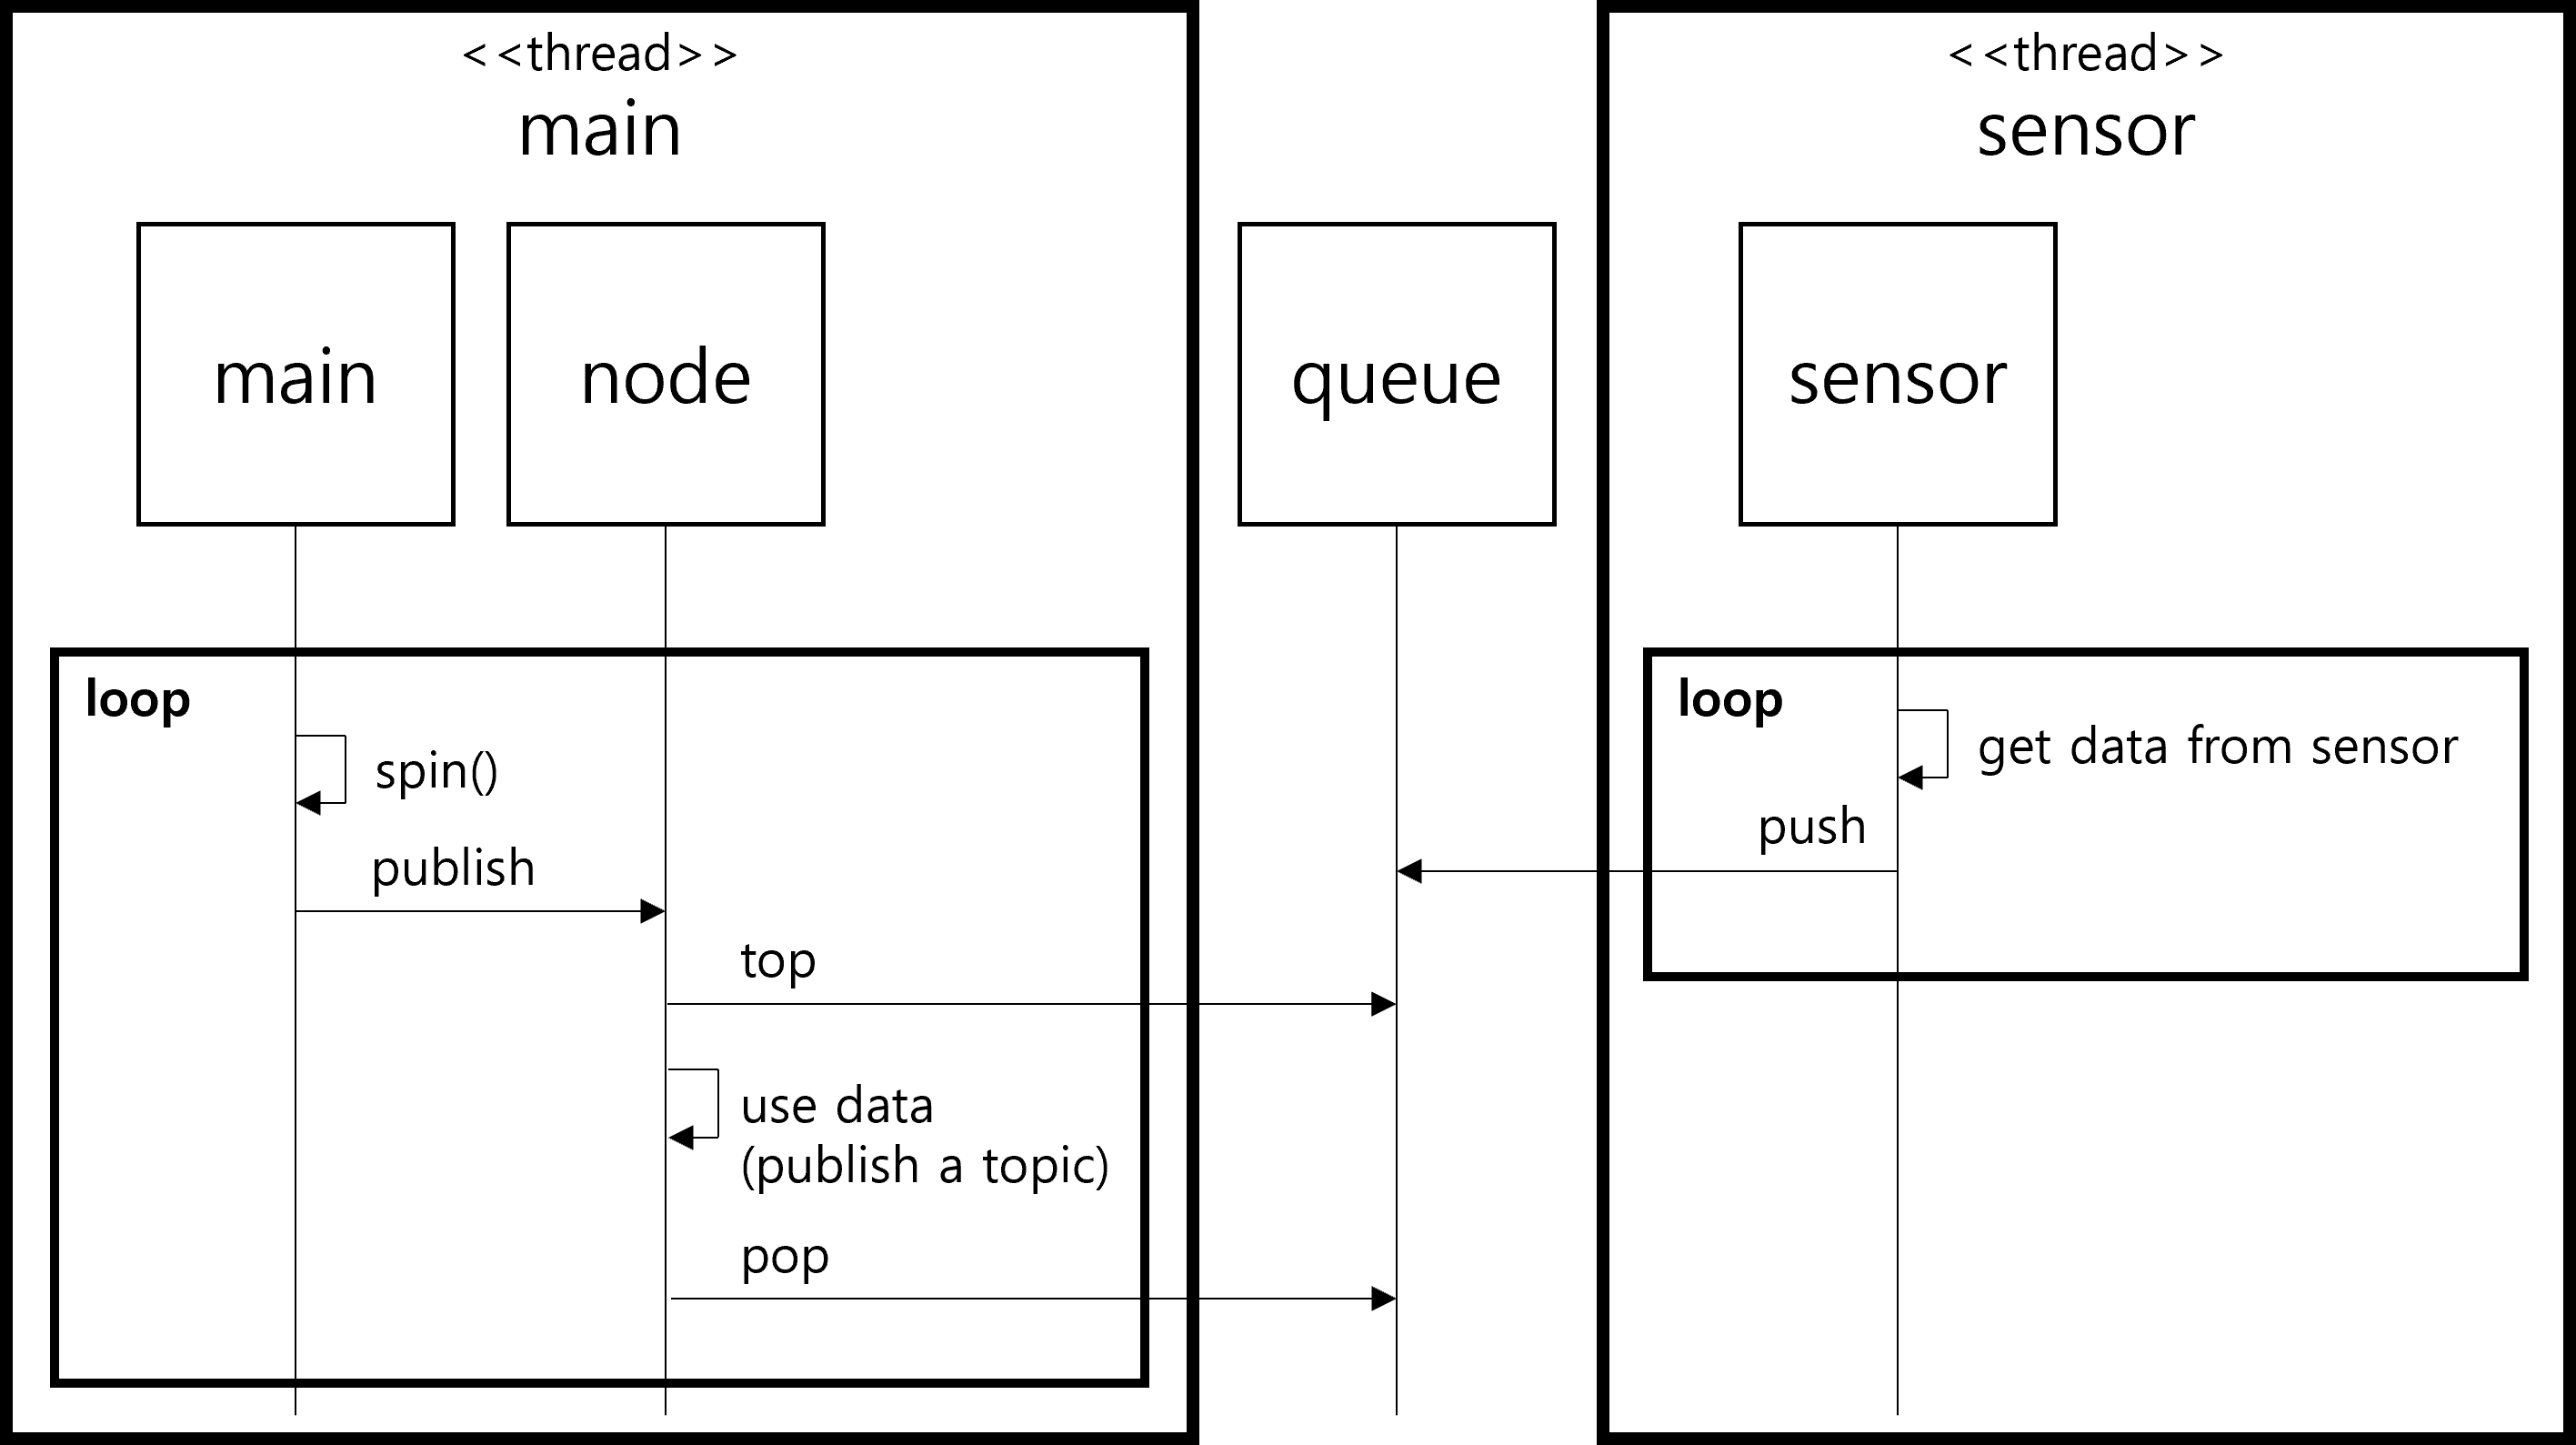 <<thread>>
main
<<thread>>
sensor
main
node
queue
sensor
loop
spin()
publish
top
use data
(publish a topic)
pop
loop
get data from sensor
push